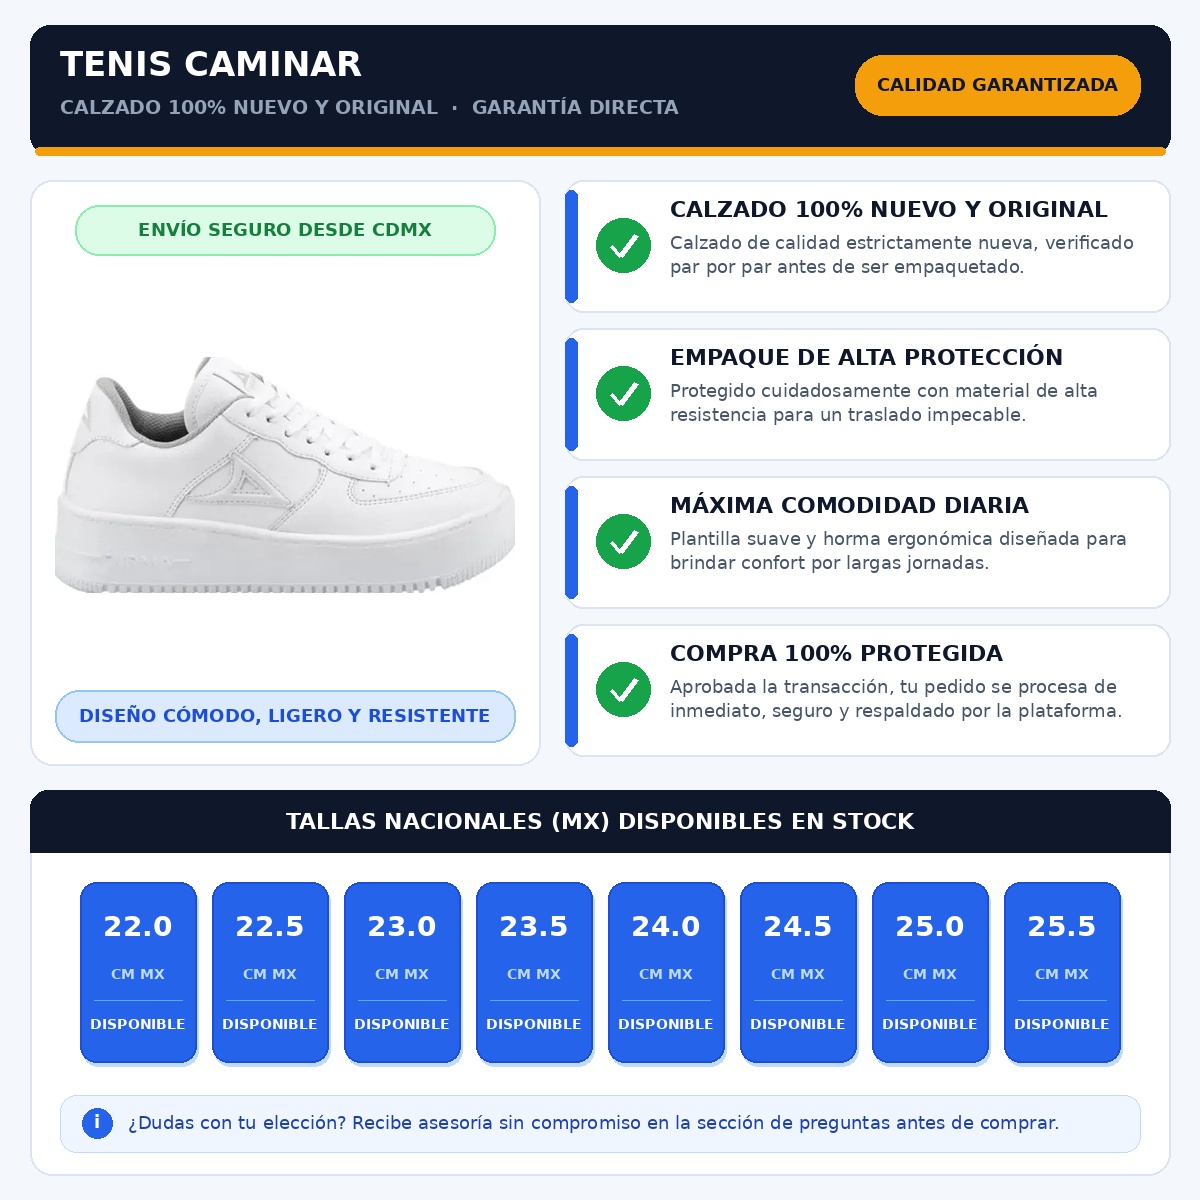 TENIS CAMINAR
CALZADO 100% NUEVO Y ORIGINAL · GARANTÍA DIRECTA
CALIDAD GARANTIZADA
ENVÍO SEGURO DESDE CDMX
DISEÑO CÓMODO, LIGERO Y RESISTENTE
CALZADO 100% NUEVO Y ORIGINAL
Calzado de calidad estrictamente nueva, verificado
par por par antes de ser empaquetado.
EMPAQUE DE ALTA PROTECCIÓN
Protegido cuidadosamente con material de alta
resistencia para un traslado impecable.
MÁXIMA COMODIDAD DIARIA
Plantilla suave y horma ergonómica diseñada para
brindar confort por largas jornadas.
COMPRA 100% PROTEGIDA
Aprobada la transacción, tu pedido se procesa de
inmediato, seguro y respaldado por la plataforma.
TALLAS NACIONALES (MX) DISPONIBLES EN STOCK
22.0 22.5 23.0 23.5 24.0 24.5 25.0 25.5
CM MX CM MX CM MX CM MX CM MX CM MX CM MX CM MX
DISPONIBLE DISPONIBLE DISPONIBLE DISPONIBLE DISPONIBLE DISPONIBLE DISPONIBLE DISPONIBLE
i ¿Dudas con tu elección? Recibe asesoría sin compromiso en la sección de preguntas antes de comprar.